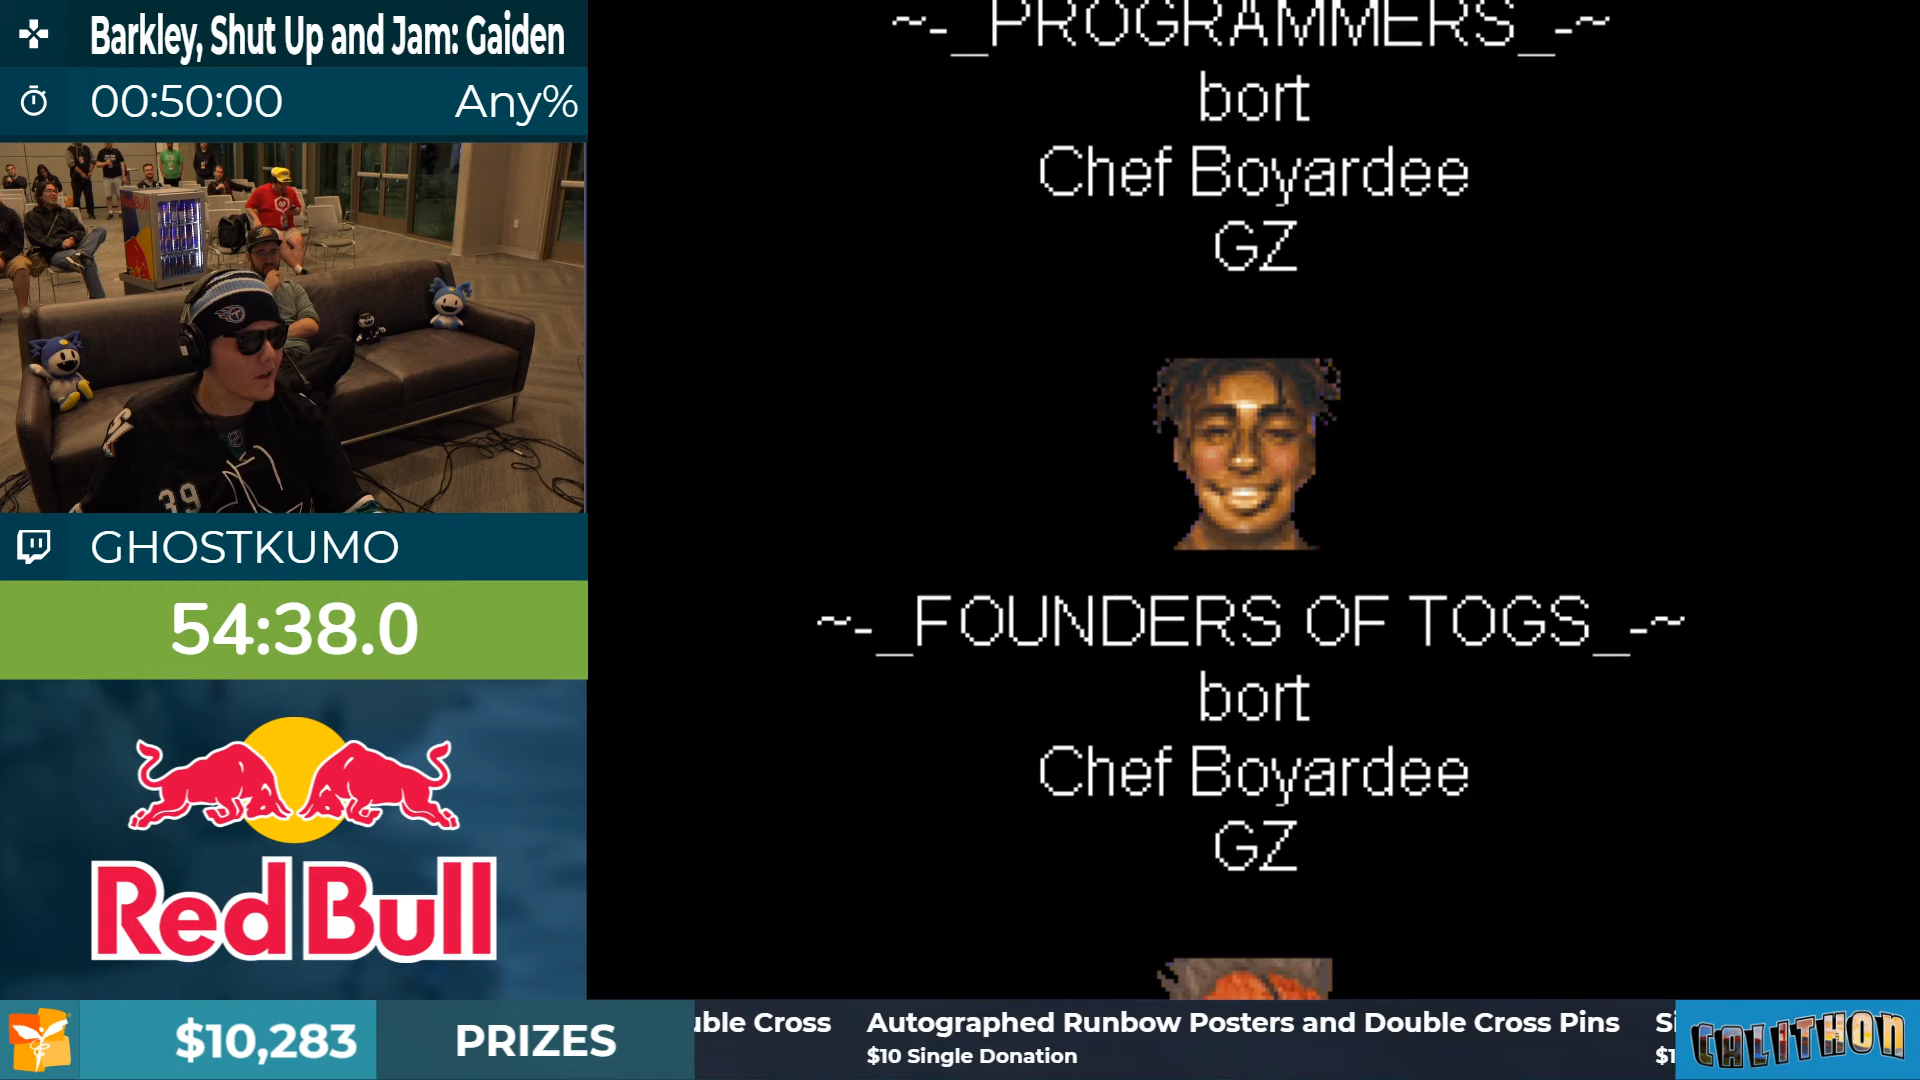 Barkley, Shut Up and Jam: Gaiden
00:50:00 Any%
39
GHOSTKUMO
54:38.0
Red Bull
~-_PROGRAMMERS_-~
bort
Chef Boyardee
GZ
~-_FOUNDERS OF TOGS_-~
bort
Chef Boyardee
GZ
$10,283
PRIZES
uble Cross
Autographed Runbow Posters and Double Cross Pins
$10 Single Donation
CALITHON